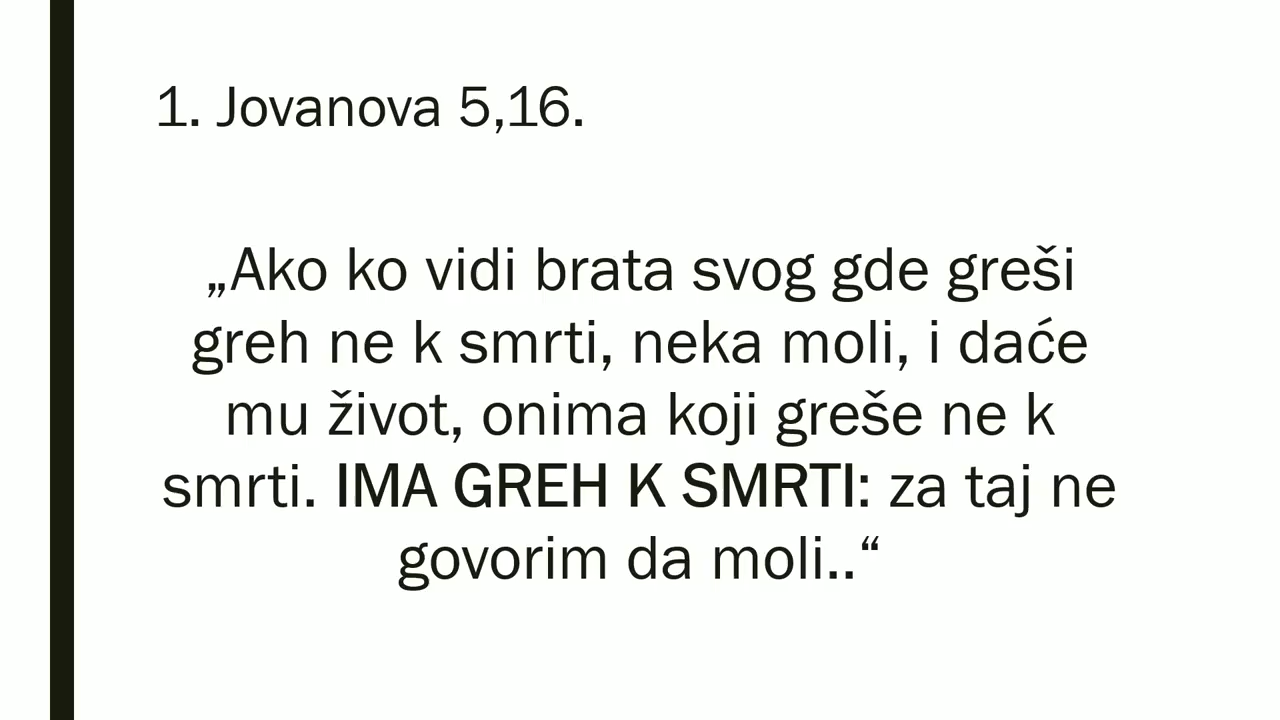 1. Jovanova 5,16.
„Ako ko vidi brata svog gde greši
greh ne k smrti, neka moli, i daće
mu život, onima koji greše ne k
smrti. IMA GREH K SMRTI: za taj ne
govorim da moli..“